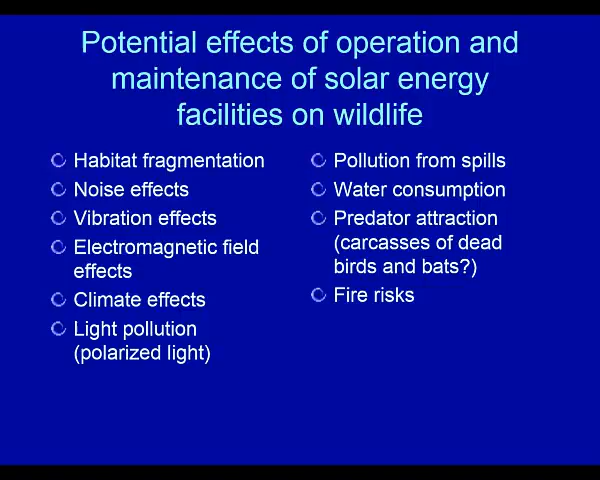 Potential effects of operation and
maintenance of solar energy
facilities on wildlife
Habitat fragmentation
Noise effects
Vibration effects
Electromagnetic field
effects
Climate effects
Light pollution
(polarized light)
Pollution from spills
Water consumption
Predator attraction
(carcasses of dead
birds and bats?)
Fire risks